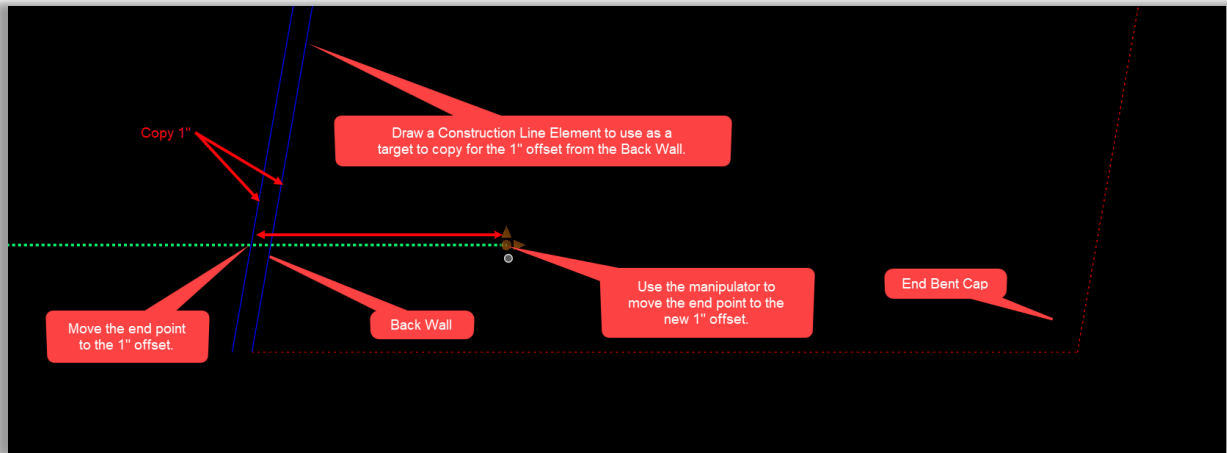 Draw a Construction Line Element to use as a
target to copy for the 1" offset from the Back Wall.
Copy 1"
Use the manipulator to
move the end point to the
new 1" offset.
End Bent Cap
Move the end point
to the 1" offset.
Back Wall